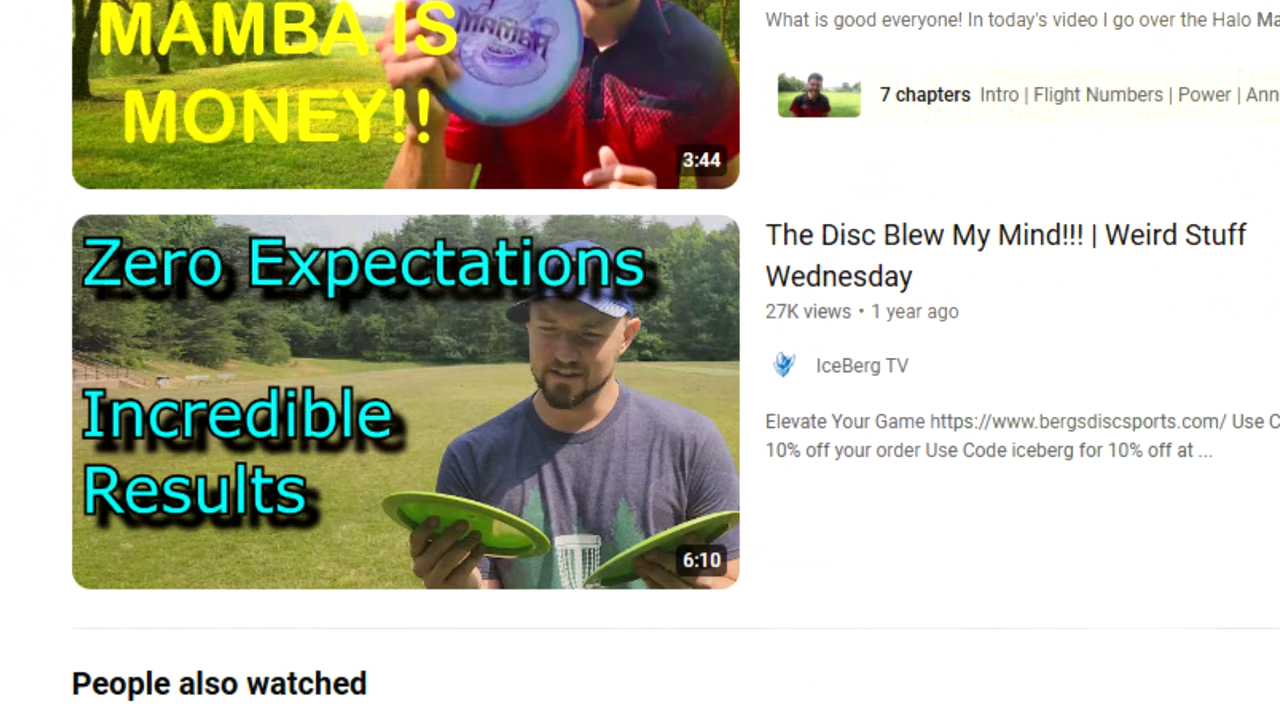 MAMBA IS
MONEY!!
MAMBA
3:44
What is good everyone! In today's video I go over the Halo Ma
7 chapters Intro | Flight Numbers | Power | Ann
Zero Expectations
Incredible
Results
6:10
The Disc Blew My Mind!!! | Weird Stuff
Wednesday
27K views • 1 year ago
IceBerg TV
Elevate Your Game https://www.bergsdiscsports.com/ Use C
10% off your order Use Code iceberg for 10% off at ...
People also watched